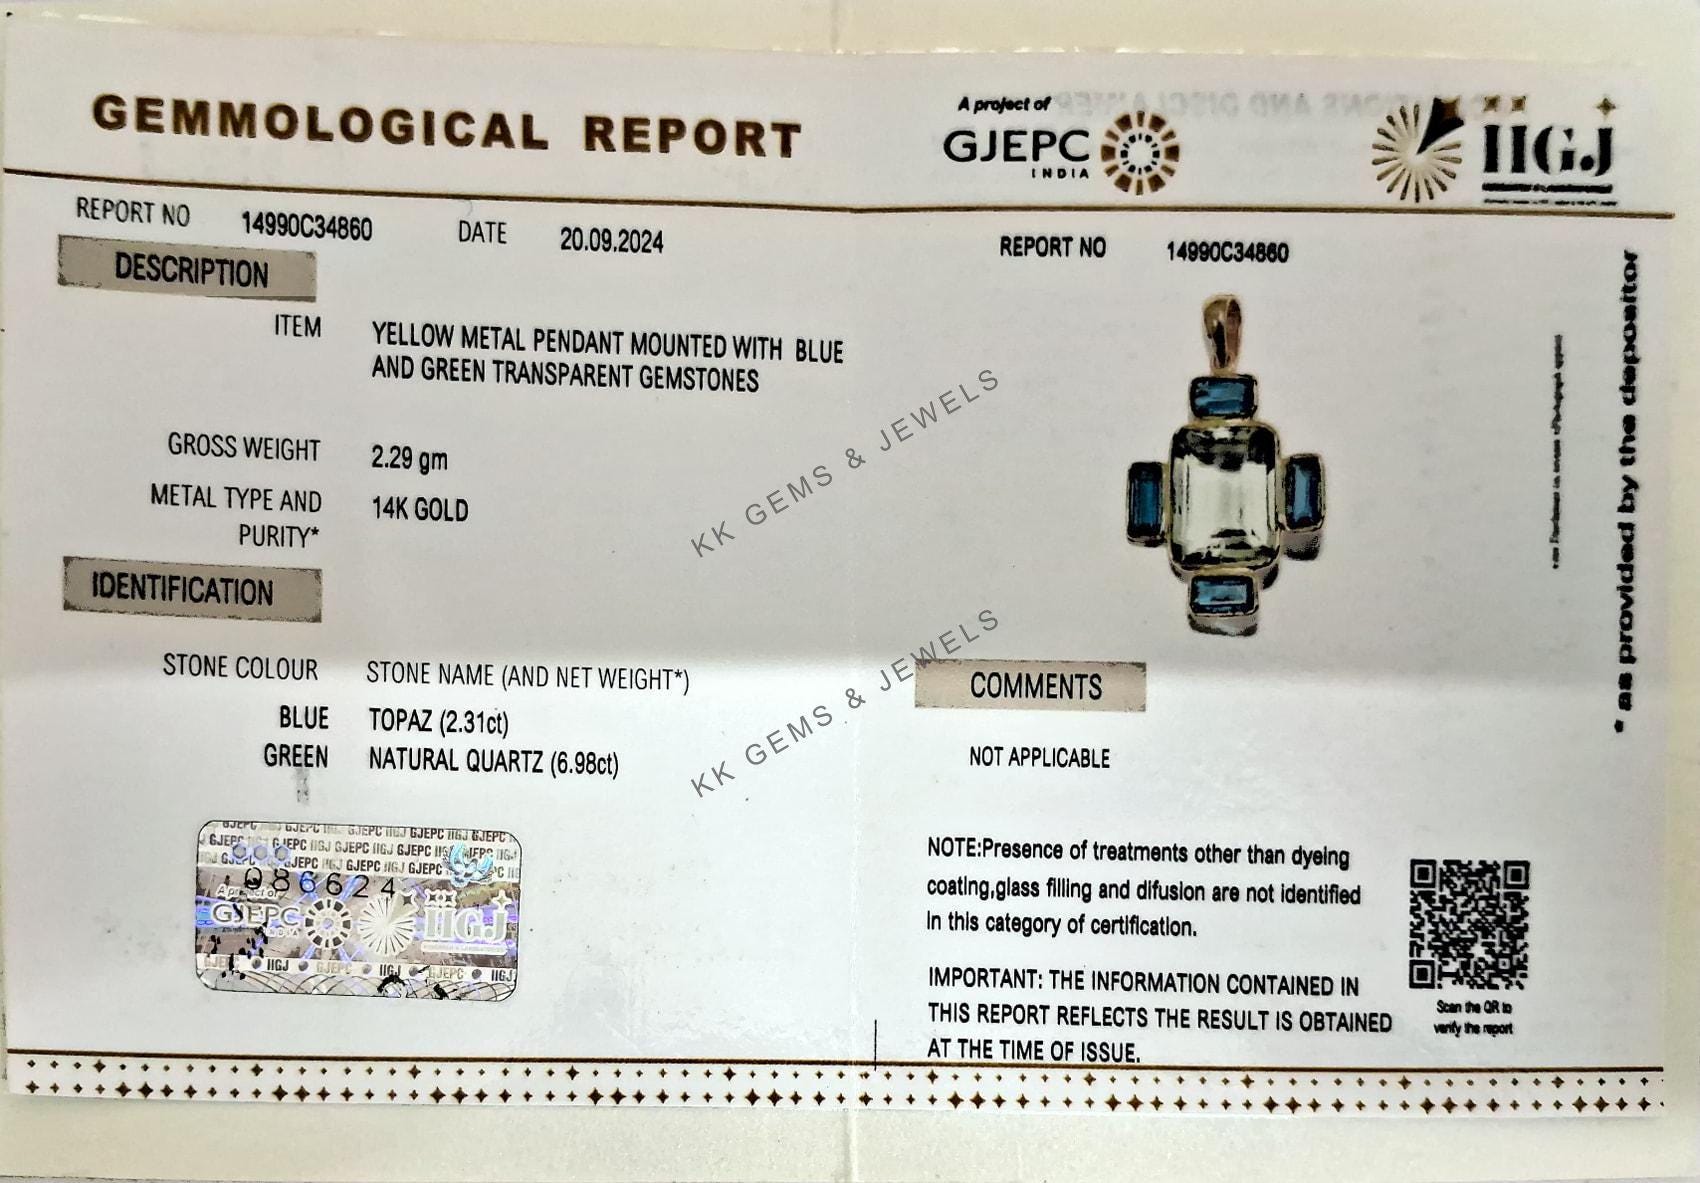 GEMMOLOGICAL REPORT
A project of
GJEPC
INDIA
IIGJ
REPORT NO 14990C34860 DATE 20.09.2024
DESCRIPTION
ITEM YELLOW METAL PENDANT MOUNTED WITH BLUE
AND GREEN TRANSPARENT GEMSTONES
GROSS WEIGHT 2.29 gm
METAL TYPE AND 14K GOLD
PURITY*
IDENTIFICATION
STONE COLOUR STONE NAME (AND NET WEIGHT*)
BLUE TOPAZ (2.31ct)
GREEN NATURAL QUARTZ (6.98ct)
086624
A project of
GJEPC
INDIA
IIGJ
REPORT NO 14990C34860
* as provided by the depositor
COMMENTS
NOT APPLICABLE
NOTE:Presence of treatments other than dyeing
coating,glass filling and difusion are not identified
in this category of certification.
IMPORTANT: THE INFORMATION CONTAINED IN
THIS REPORT REFLECTS THE RESULT IS OBTAINED
AT THE TIME OF ISSUE.
Scan the QR to
verify the report
KK GEMS & JEWELS
KK GEMS & JEWELS